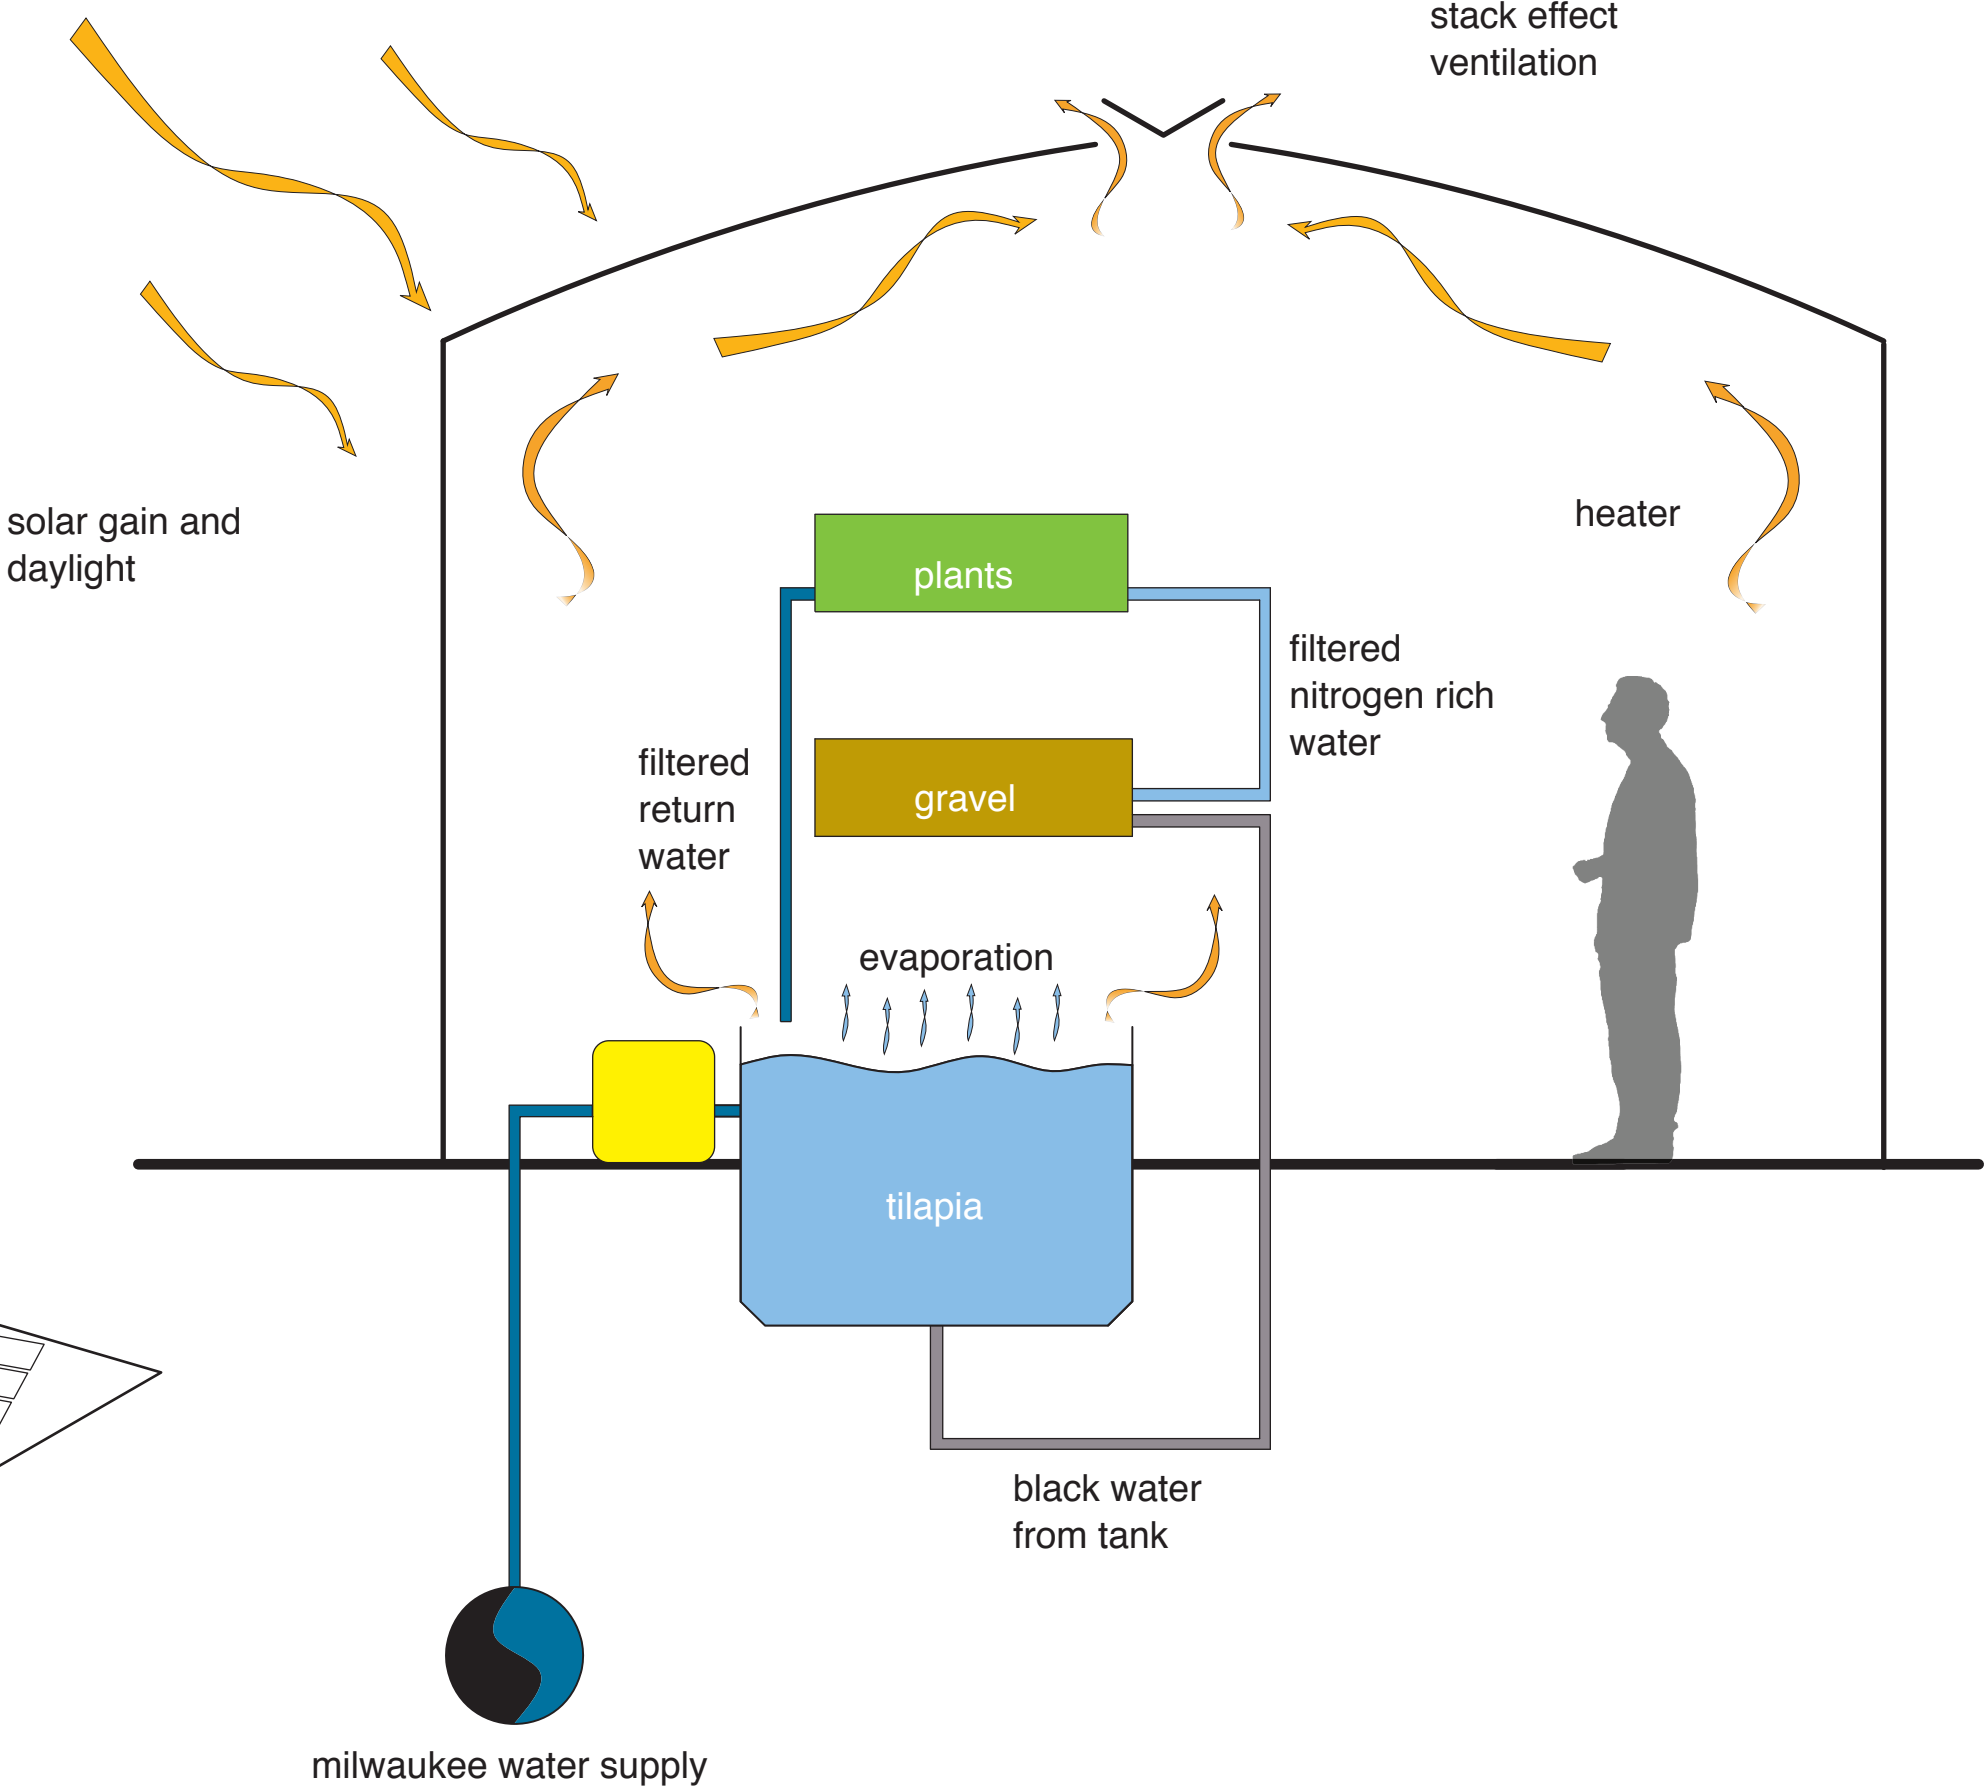 stack effect
ventilation
solar gain and
daylight
heater
plants
filtered
nitrogen rich
water
filtered
return
water
gravel
evaporation
tilapia
black water
from tank
milwaukee water supply